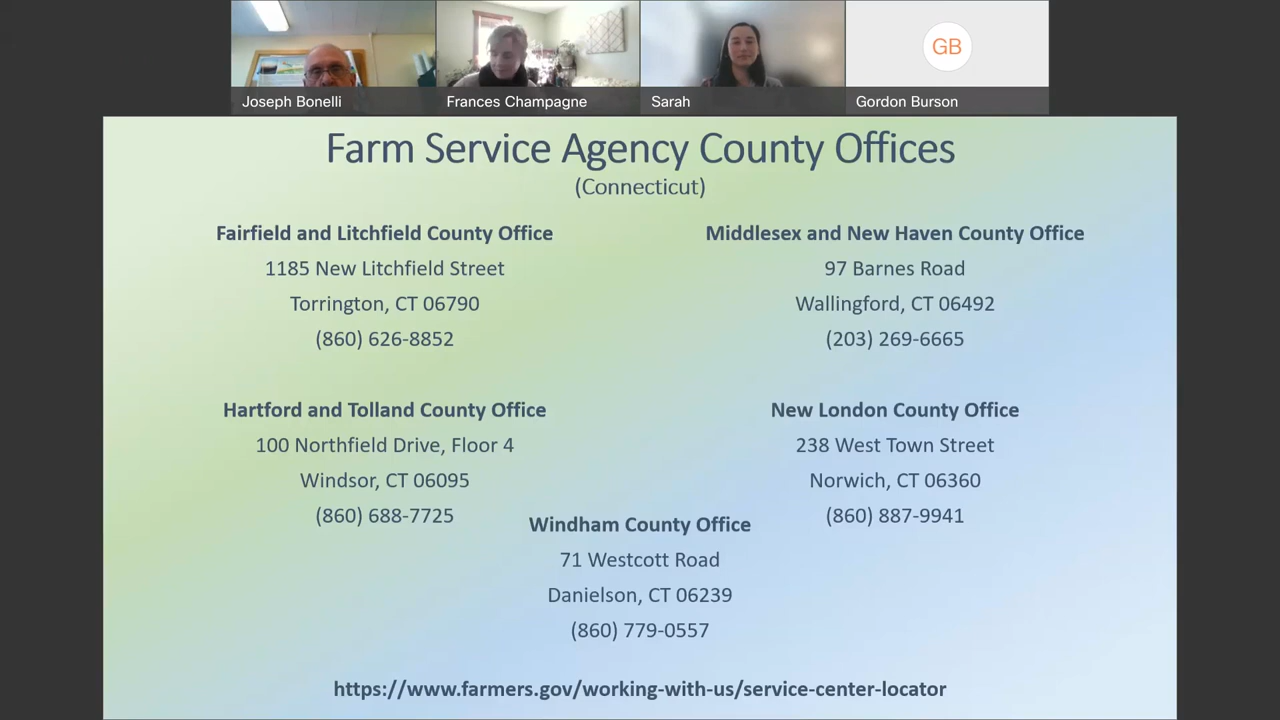 GB
Joseph Bonelli
Frances Champagne
Sarah
Gordon Burson
Farm Service Agency County Offices
(Connecticut)
Fairfield and Litchfield County Office
1185 New Litchfield Street
Torrington, CT 06790
(860) 626-8852
Middlesex and New Haven County Office
97 Barnes Road
Wallingford, CT 06492
(203) 269-6665
Hartford and Tolland County Office
100 Northfield Drive, Floor 4
Windsor, CT 06095
(860) 688-7725
New London County Office
238 West Town Street
Norwich, CT 06360
(860) 887-9941
Windham County Office
71 Westcott Road
Danielson, CT 06239
(860) 779-0557
https://www.farmers.gov/working-with-us/service-center-locator